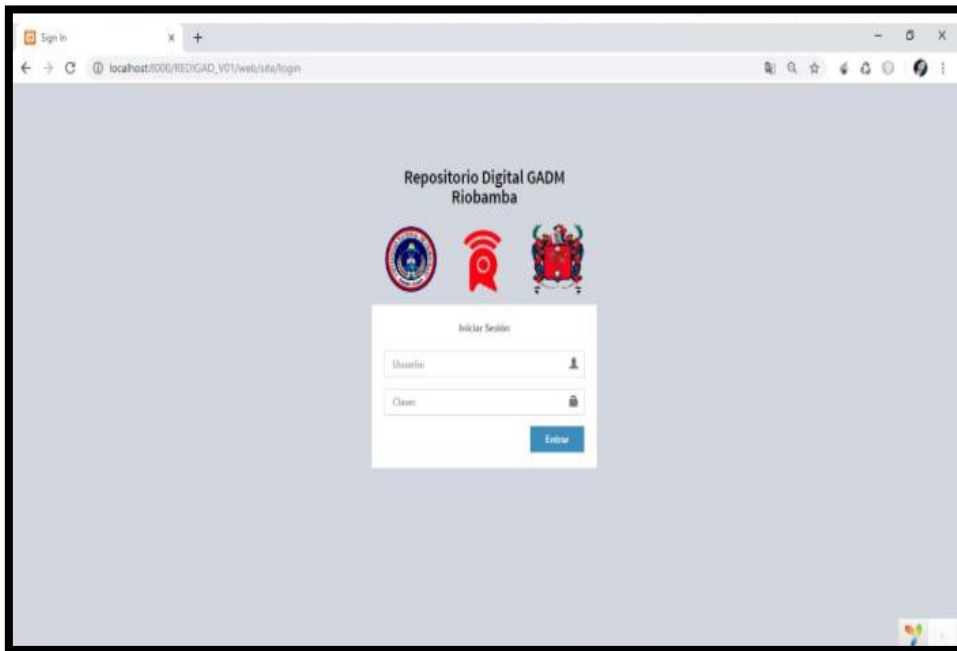 Sign In
localhost:8000/REDIGAD_V01/web/site/login
Repositorio Digital GADM
Riobamba
Iniciar Sesión
Usuario
Clave
Entrar